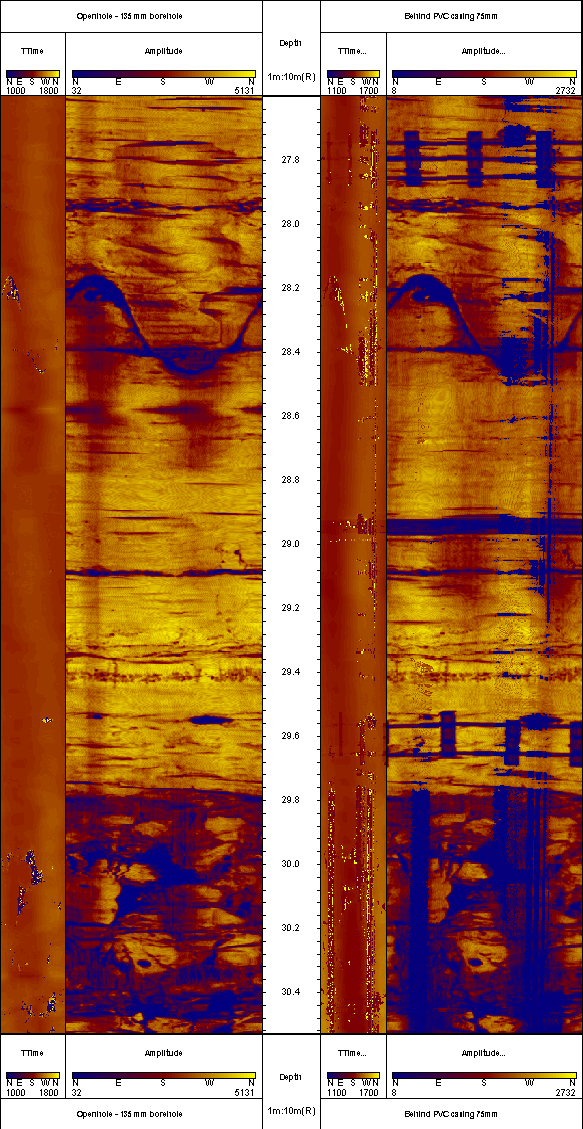 Openhole - 135 mm borehole Behind PVC casing 75mm
Depth
TTime Amplitude TTime... Amplitude...
1m:10m(R)
N E S W N N E S W N N E S W N N E S W N
1000 1800 32 5131 1100 1700 8 2732
27.8
28.0
28.2
28.4
28.6
28.8
29.0
29.2
29.4
29.6
29.8
30.0
30.2
30.4
TTime Amplitude TTime... Amplitude...
Depth
N E S W N N E S W N N E S W N N E S W N
1000 1800 32 5131 1100 1700 8 2732
1m:10m(R)
Openhole - 135 mm borehole Behind PVC casing 75mm